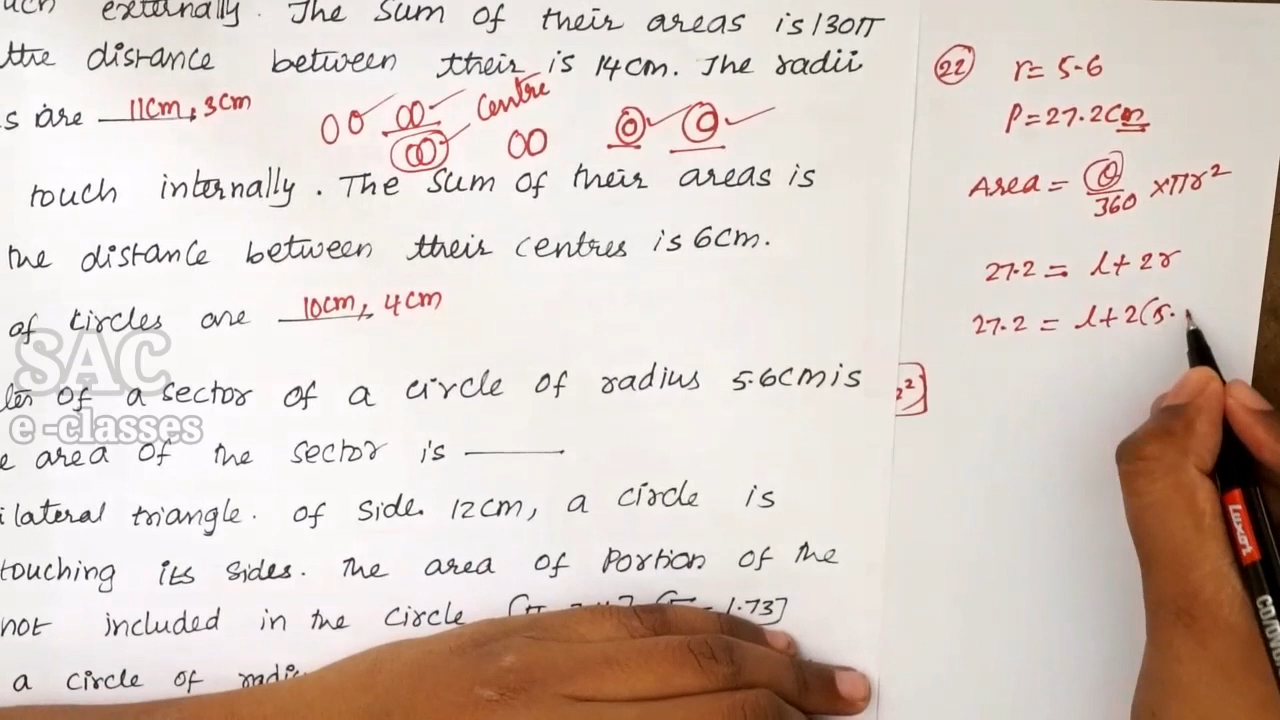 externally. The sum of their areas is 130π
the distance between their is 14cm. The radii
s are 11cm, 3cm
centre
touch internally. The sum of their areas is
the distance between their centres is 6cm.
of circles are 10cm, 4cm
of a sector of a circle of radius 5.6cm is
area of the sector is
ilateral triangle. of side 12cm, a circle is
touching its sides. The area of portion of the
not included in the circle 1.73]
a circle of
22 r= 5.6
P=27.2cm
Area = θ/360 ×πr²
27.2 = l+2r
27.2 = l+2(5.
SAC
e-classes
Luxor